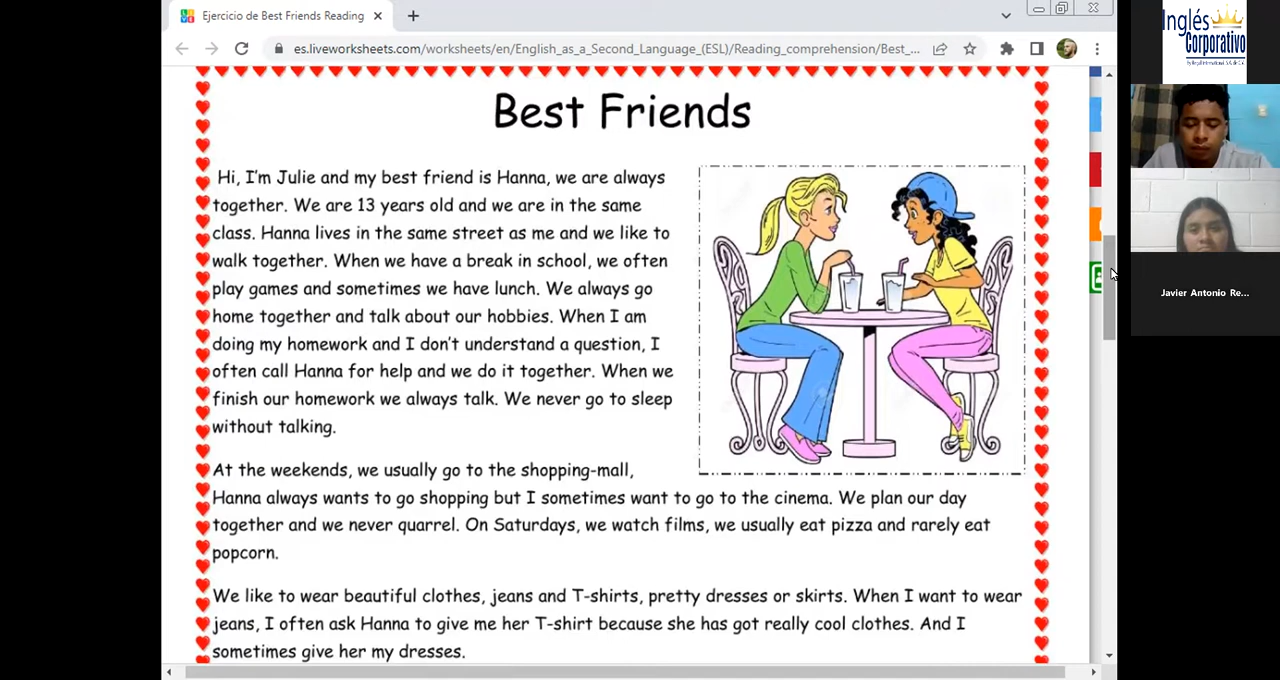 Ejercicio de Best Friends Reading
es.liveworksheets.com/worksheets/en/English_as_a_Second_Language_(ESL)/Reading_comprehension/Best_...
Best Friends
Hi, I'm Julie and my best friend is Hanna, we are always
together. We are 13 years old and we are in the same
class. Hanna lives in the same street as me and we like to
walk together. When we have a break in school, we often
play games and sometimes we have lunch. We always go
home together and talk about our hobbies. When I am
doing my homework and I don't understand a question, I
often call Hanna for help and we do it together. When we
finish our homework we always talk. We never go to sleep
without talking.
At the weekends, we usually go to the shopping-mall,
Hanna always wants to go shopping but I sometimes want to go to the cinema. We plan our day
together and we never quarrel. On Saturdays, we watch films, we usually eat pizza and rarely eat
popcorn.
We like to wear beautiful clothes, jeans and T-shirts, pretty dresses or skirts. When I want to wear
jeans, I often ask Hanna to give me her T-shirt because she has got really cool clothes. And I
sometimes give her my dresses.
Inglés
Corporativo
Javier Antonio Re...